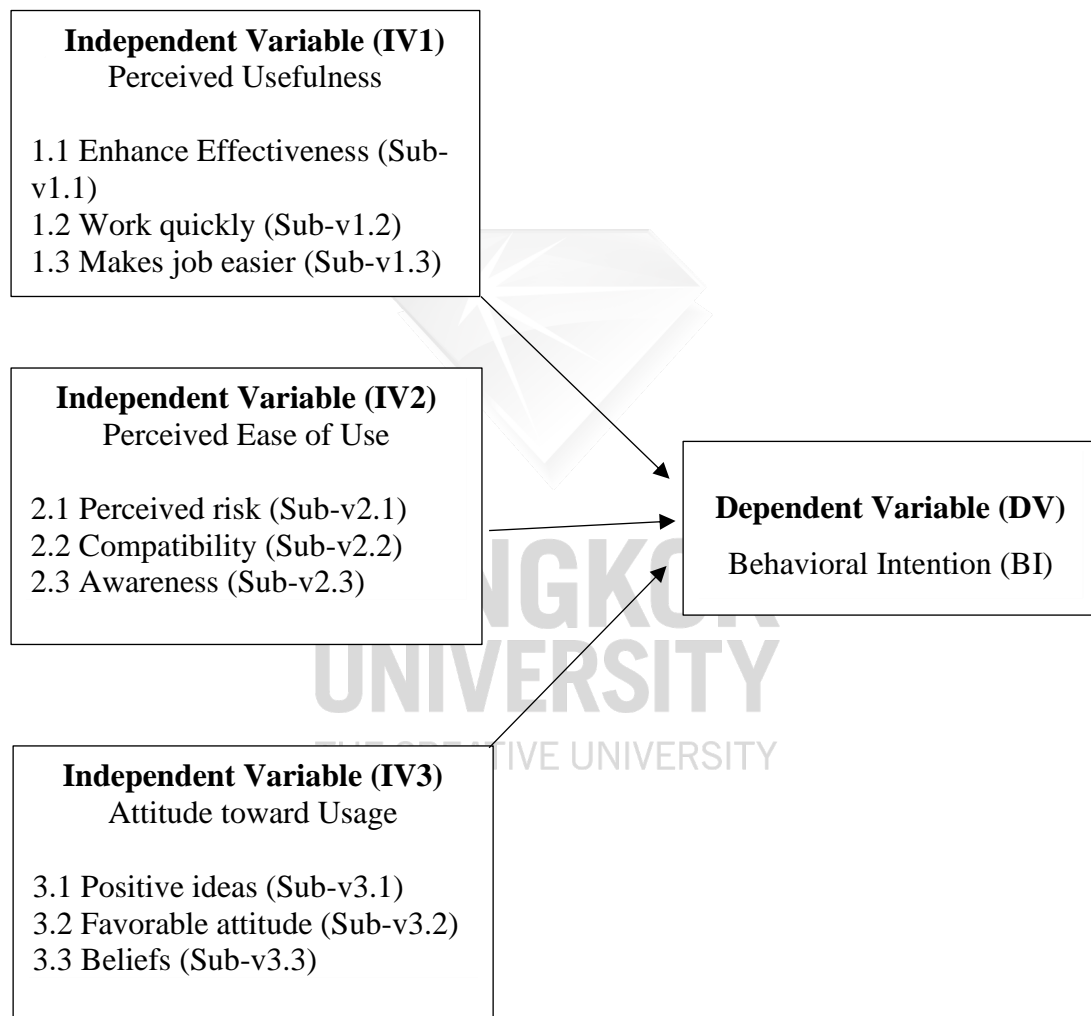 Independent Variable (IV1)
Perceived Usefulness
1.1 Enhance Effectiveness (Sub-
v1.1)
1.2 Work quickly (Sub-v1.2)
1.3 Makes job easier (Sub-v1.3)
Independent Variable (IV2)
Perceived Ease of Use
2.1 Perceived risk (Sub-v2.1)
2.2 Compatibility (Sub-v2.2)
2.3 Awareness (Sub-v2.3)
Dependent Variable (DV)
Behavioral Intention (BI)
UNIVERSITY
UNIVERSITY
Independent Variable (IV3)
Attitude toward Usage
3.1 Positive ideas (Sub-v3.1)
3.2 Favorable attitude (Sub-v3.2)
3.3 Beliefs (Sub-v3.3)